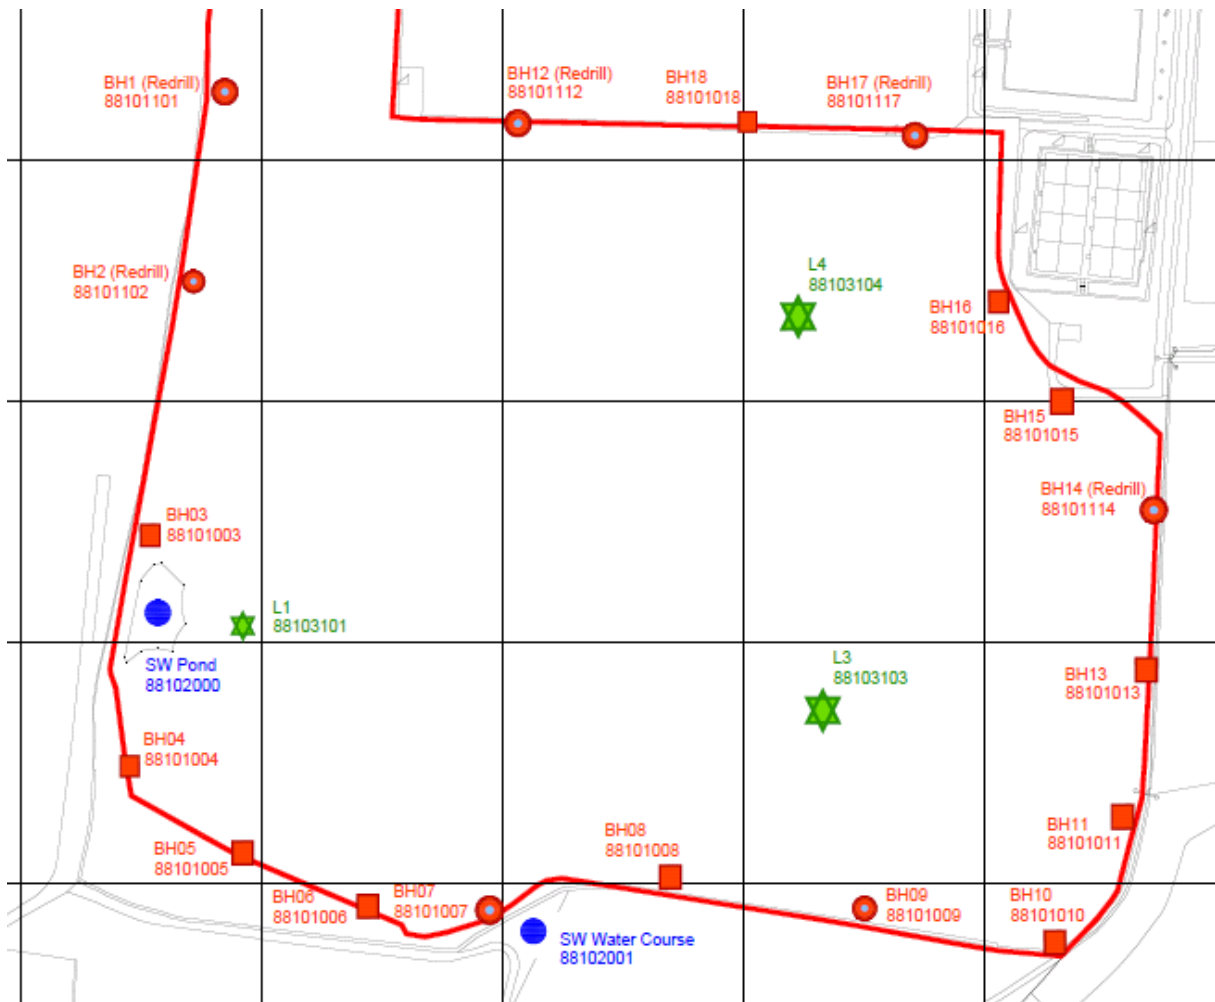 BH1 (Redrill)
88101101
BH12 (Redrill)
88101112
BH18
88101018
BH17 (Redrill)
88101117
BH2 (Redrill)
88101102
L4
88103104
BH16
88101016
BH15
88101015
BH14 (Redrill)
88101114
BH03
88101003
L1
88103101
SW Pond
88102000
L3
88103103
BH13
88101013
BH04
88101004
BH05
88101005
BH08
88101008
BH11
88101011
BH06
88101006
BH07
88101007
BH09
88101009
BH10
88101010
SW Water Course
88102001